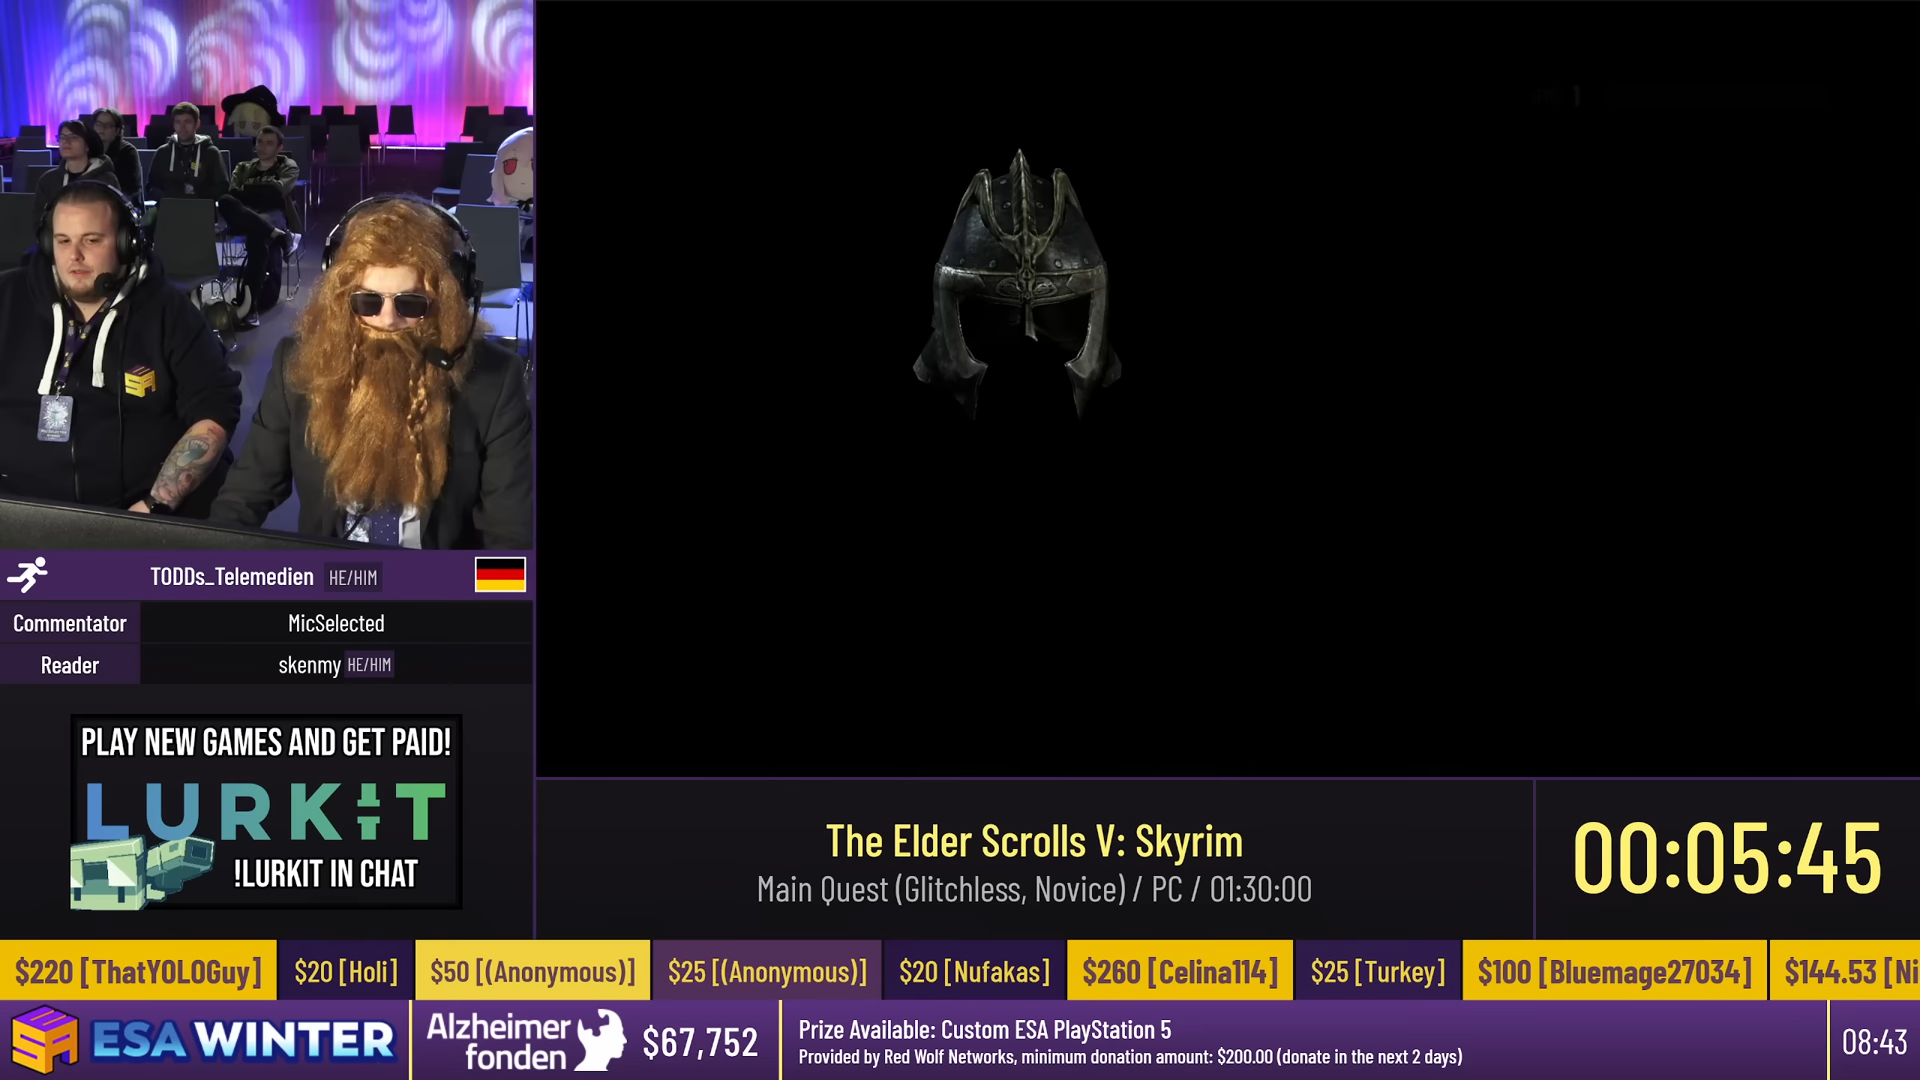 TODDs_Telemedien HE/HIM
Commentator MicSelected
Reader skenmy HE/HIM
PLAY NEW GAMES AND GET PAID!
LURKIT
!LURKIT IN CHAT
The Elder Scrolls V: Skyrim
Main Quest (Glitchless, Novice) / PC / 01:30:00
00:05:45
$220 [ThatYOLOGuy] $20 [Holi] $50 [(Anonymous)] $25 [(Anonymous)] $20 [Nufakas] $260 [Celina114] $25 [Turkey] $100 [Bluemage27034] $144.53 [Ni
ESA WINTER
Alzheimer
fonden
$67,752
Prize Available: Custom ESA PlayStation 5
Provided by Red Wolf Networks, minimum donation amount: $200.00 (donate in the next 2 days)
08:43